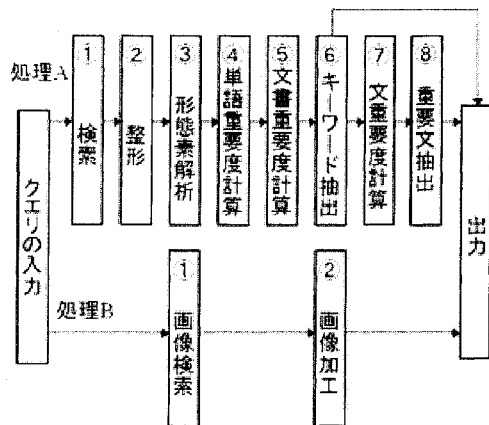 処理A
クエリの入力
① 検索
② 整形
③ 形態素解析
④ 単語重要度計算
⑤ 文書重要度計算
⑥ キーワード抽出
⑦ 文重要度計算
⑧ 重要文抽出
出力
処理B
① 画像検索
② 画像加工